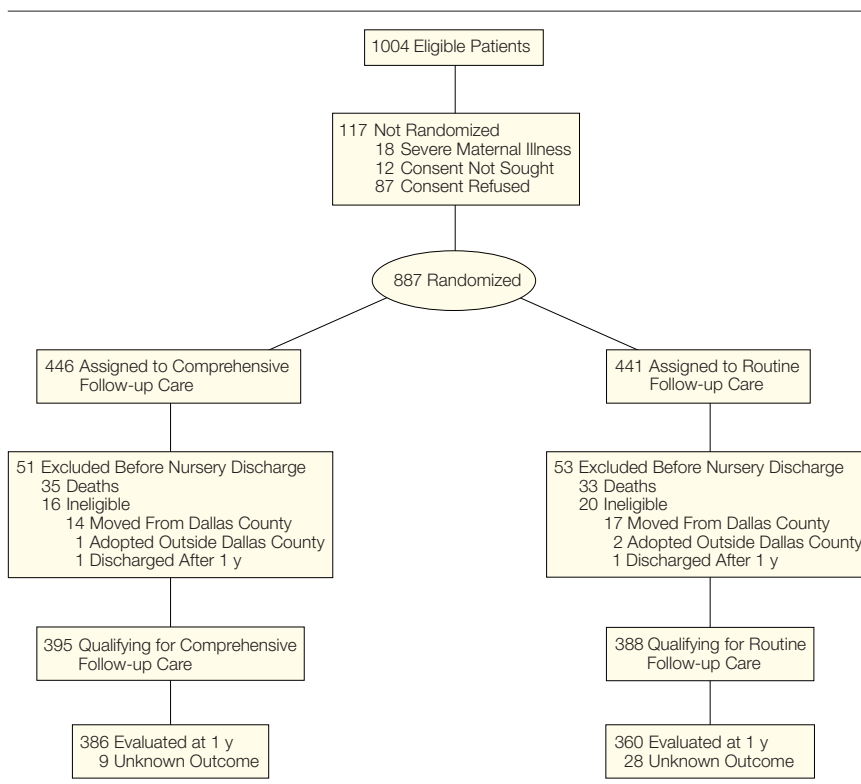 1004 Eligible Patients
117 Not Randomized
18 Severe Maternal Illness
12 Consent Not Sought
87 Consent Refused
887 Randomized
446 Assigned to Comprehensive
Follow-up Care
441 Assigned to Routine
Follow-up Care
51 Excluded Before Nursery Discharge
35 Deaths
16 Ineligible
14 Moved From Dallas County
1 Adopted Outside Dallas County
1 Discharged After 1 y
53 Excluded Before Nursery Discharge
33 Deaths
20 Ineligible
17 Moved From Dallas County
2 Adopted Outside Dallas County
1 Discharged After 1 y
395 Qualifying for Comprehensive
Follow-up Care
388 Qualifying for Routine
Follow-up Care
386 Evaluated at 1 y
9 Unknown Outcome
360 Evaluated at 1 y
28 Unknown Outcome